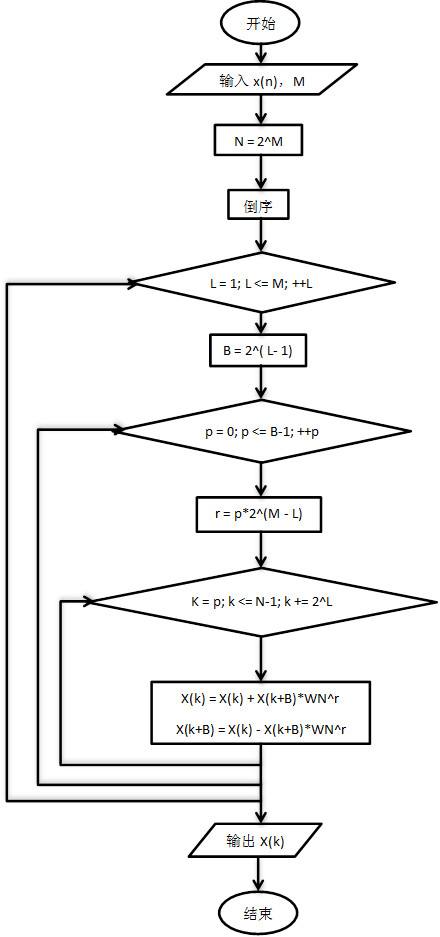 开始
输入 x(n)，M
N = 2^M
倒序
L = 1; L <= M; ++L
B = 2^( L- 1)
p = 0; p <= B-1; ++p
r = p*2^(M - L)
K = p; k <= N-1; k += 2^L
X(k) = X(k) + X(k+B)*WN^r
X(k+B) = X(k) - X(k+B)*WN^r
输出 X(k)
结束